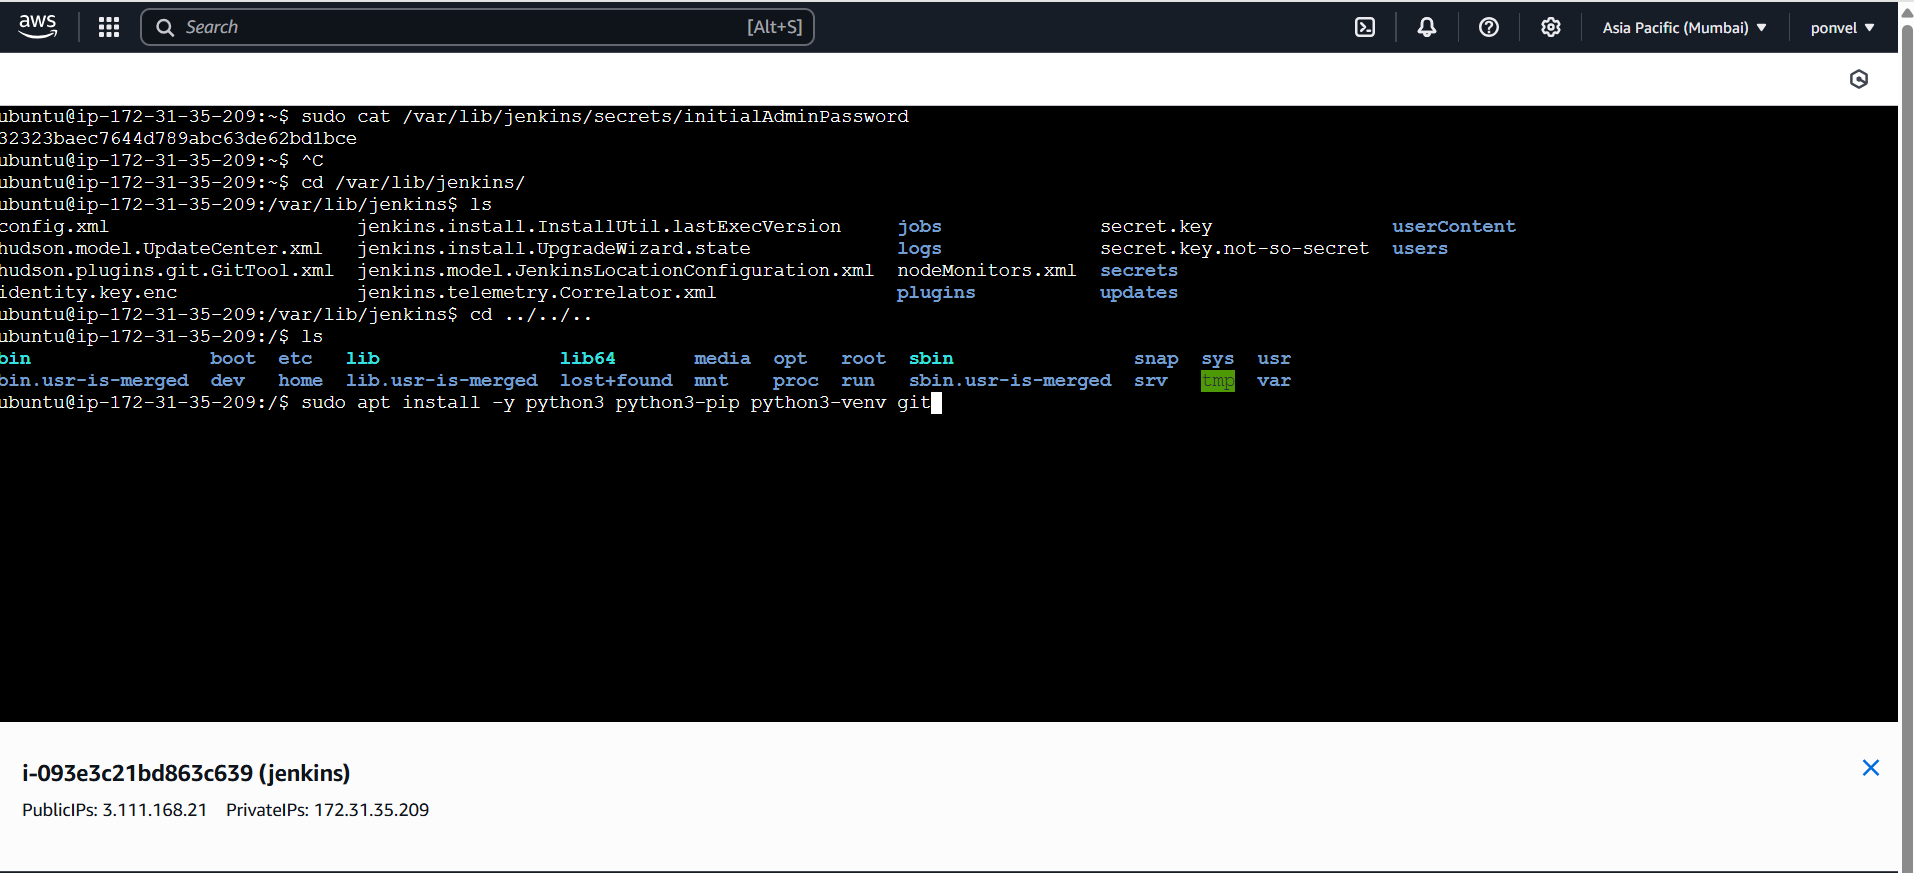 aws Search [Alt+S] Asia Pacific (Mumbai) ponvel
ubuntu@ip-172-31-35-209:~$ sudo cat /var/lib/jenkins/secrets/initialAdminPassword
32323baec7644d789abc63de62bd1bce
ubuntu@ip-172-31-35-209:~$ ^C
ubuntu@ip-172-31-35-209:~$ cd /var/lib/jenkins/
ubuntu@ip-172-31-35-209:/var/lib/jenkins$ ls
config.xml jenkins.install.InstallUtil.lastExecVersion jobs secret.key userContent
hudson.model.UpdateCenter.xml jenkins.install.UpgradeWizard.state logs secret.key.not-so-secret users
hudson.plugins.git.GitTool.xml jenkins.model.JenkinsLocationConfiguration.xml nodeMonitors.xml secrets
identity.key.enc jenkins.telemetry.Correlator.xml plugins updates
ubuntu@ip-172-31-35-209:/var/lib/jenkins$ cd ../../..
ubuntu@ip-172-31-35-209:/$ ls
bin boot etc lib lib64 media opt root sbin snap sys usr
bin.usr-is-merged dev home lib.usr-is-merged lost+found mnt proc run sbin.usr-is-merged srv tmp var
ubuntu@ip-172-31-35-209:/$ sudo apt install -y python3 python3-pip python3-venv git
i-093e3c21bd863c639 (jenkins)
PublicIPs: 3.111.168.21 PrivateIPs: 172.31.35.209